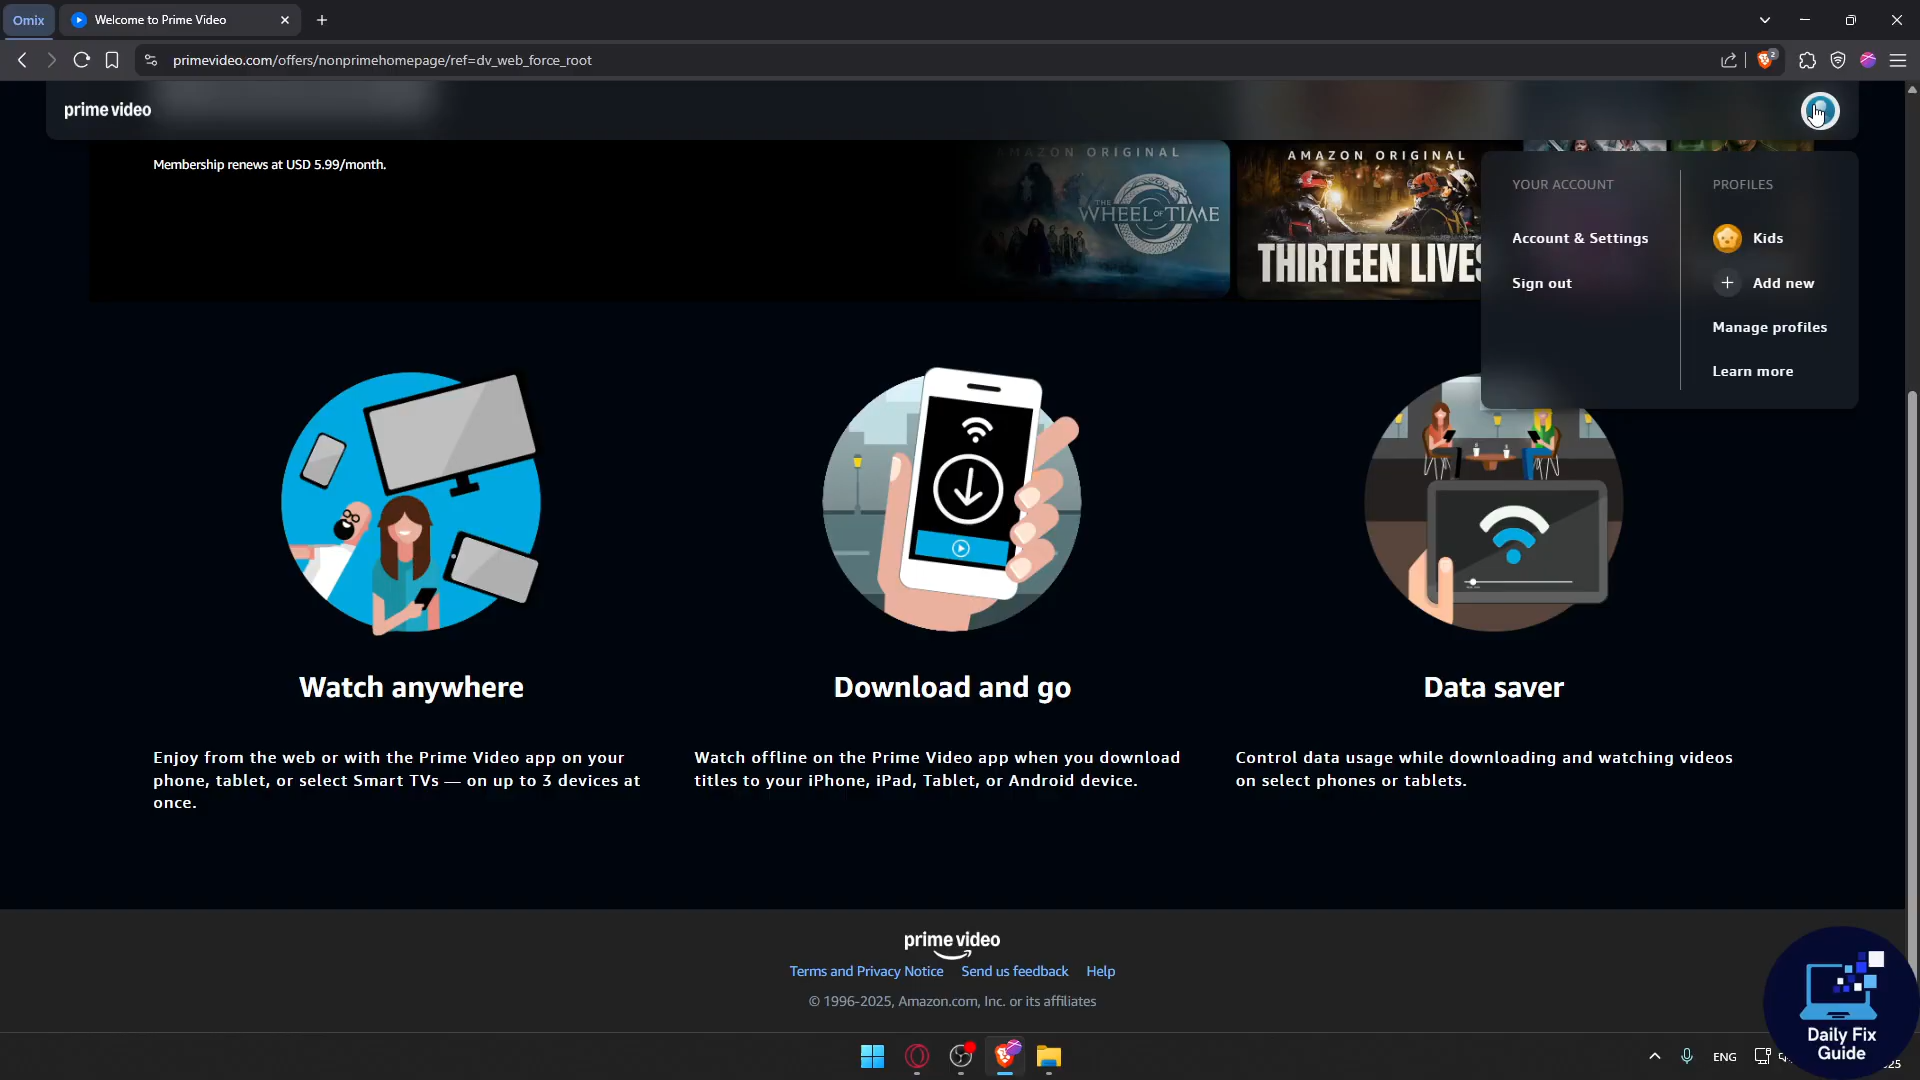 Omix
Welcome to Prime Video
primevideo.com/offers/nonprimehomepage/ref=dv_web_force_root
2
prime video
Membership renews at USD 5.99/month.
AMAZON ORIGINAL
THE
WHEEL OF TIME
AMAZON ORIGINAL
THIRTEEN LIVES
YOUR ACCOUNT
Account & Settings
Sign out
PROFILES
Kids
Add new
Manage profiles
Learn more
Watch anywhere
Enjoy from the web or with the Prime Video app on your
phone, tablet, or select Smart TVs — on up to 3 devices at
once.
Download and go
Watch offline on the Prime Video app when you download
titles to your iPhone, iPad, Tablet, or Android device.
Data saver
Control data usage while downloading and watching videos
on select phones or tablets.
prime video
Terms and Privacy Notice Send us feedback Help
© 1996-2025, Amazon.com, Inc. or its affiliates
ENG
Daily Fix
Guide